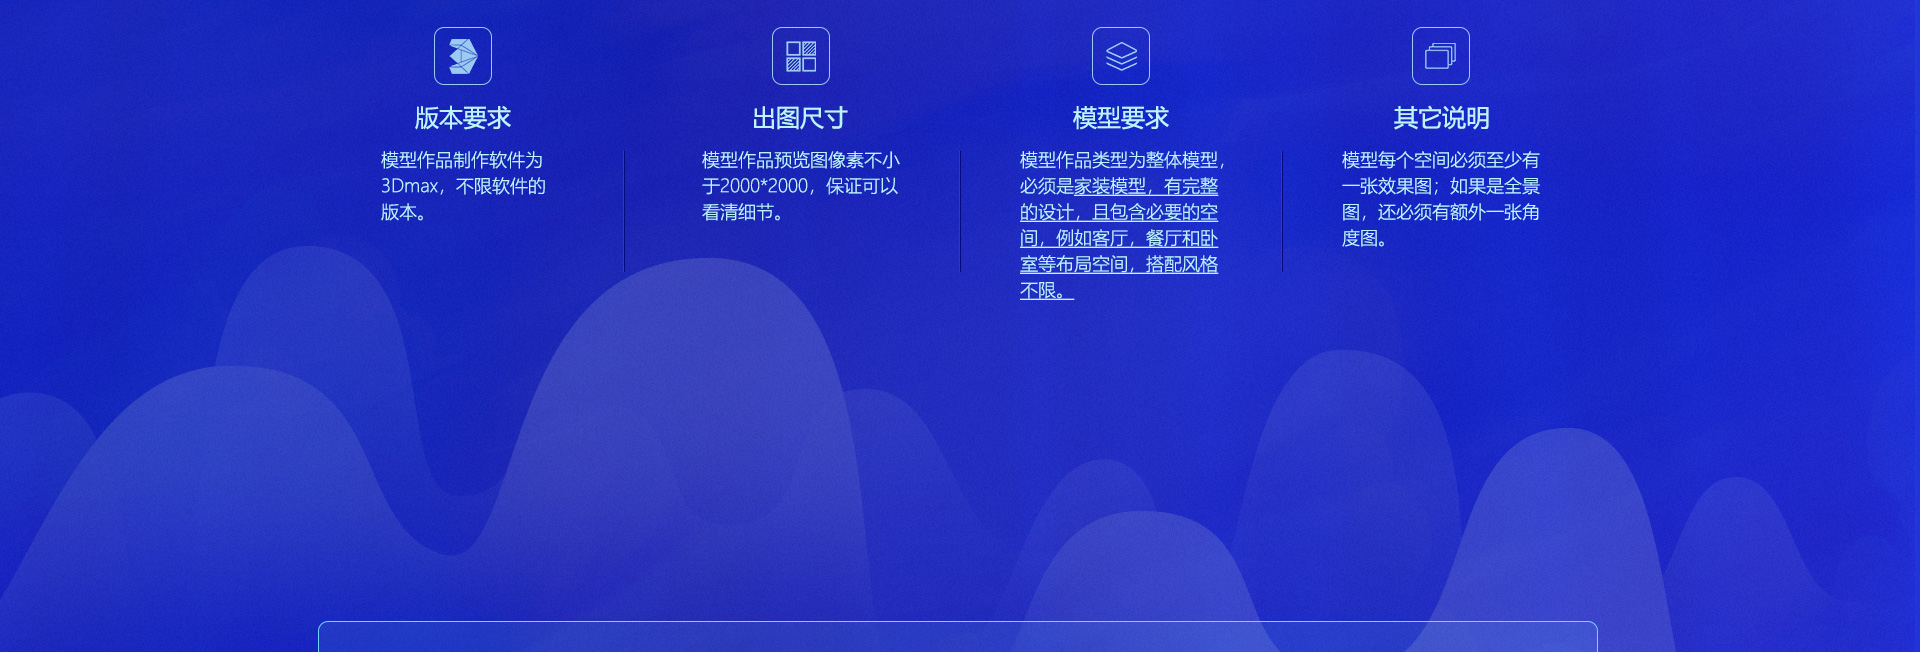 版本要求
模型作品制作软件为
3Dmax，不限软件的
版本。
出图尺寸
模型作品预览图像素不小
于2000*2000，保证可以
看清细节。
模型要求
模型作品类型为整体模型，
必须是家装模型，有完整
的设计，且包含必要的空
间，例如客厅，餐厅和卧
室等布局空间，搭配风格
不限。
其它说明
模型每个空间必须至少有
一张效果图；如果是全景
图，还必须有额外一张角
度图。